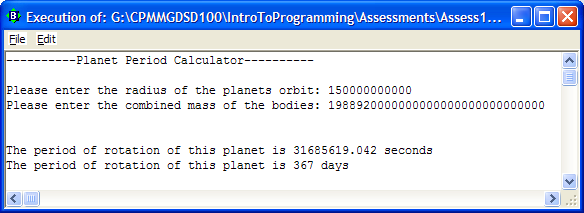 Execution of: G:\CPMMGDSD100\IntroToProgramming\Assessments\Assess1...
File Edit
----------Planet Period Calculator----------
Please enter the radius of the planets orbit: 150000000000
Please enter the combined mass of the bodies: 1988920000000000000000000000000
The period of rotation of this planet is 31685619.042 seconds
The period of rotation of this planet is 367 days